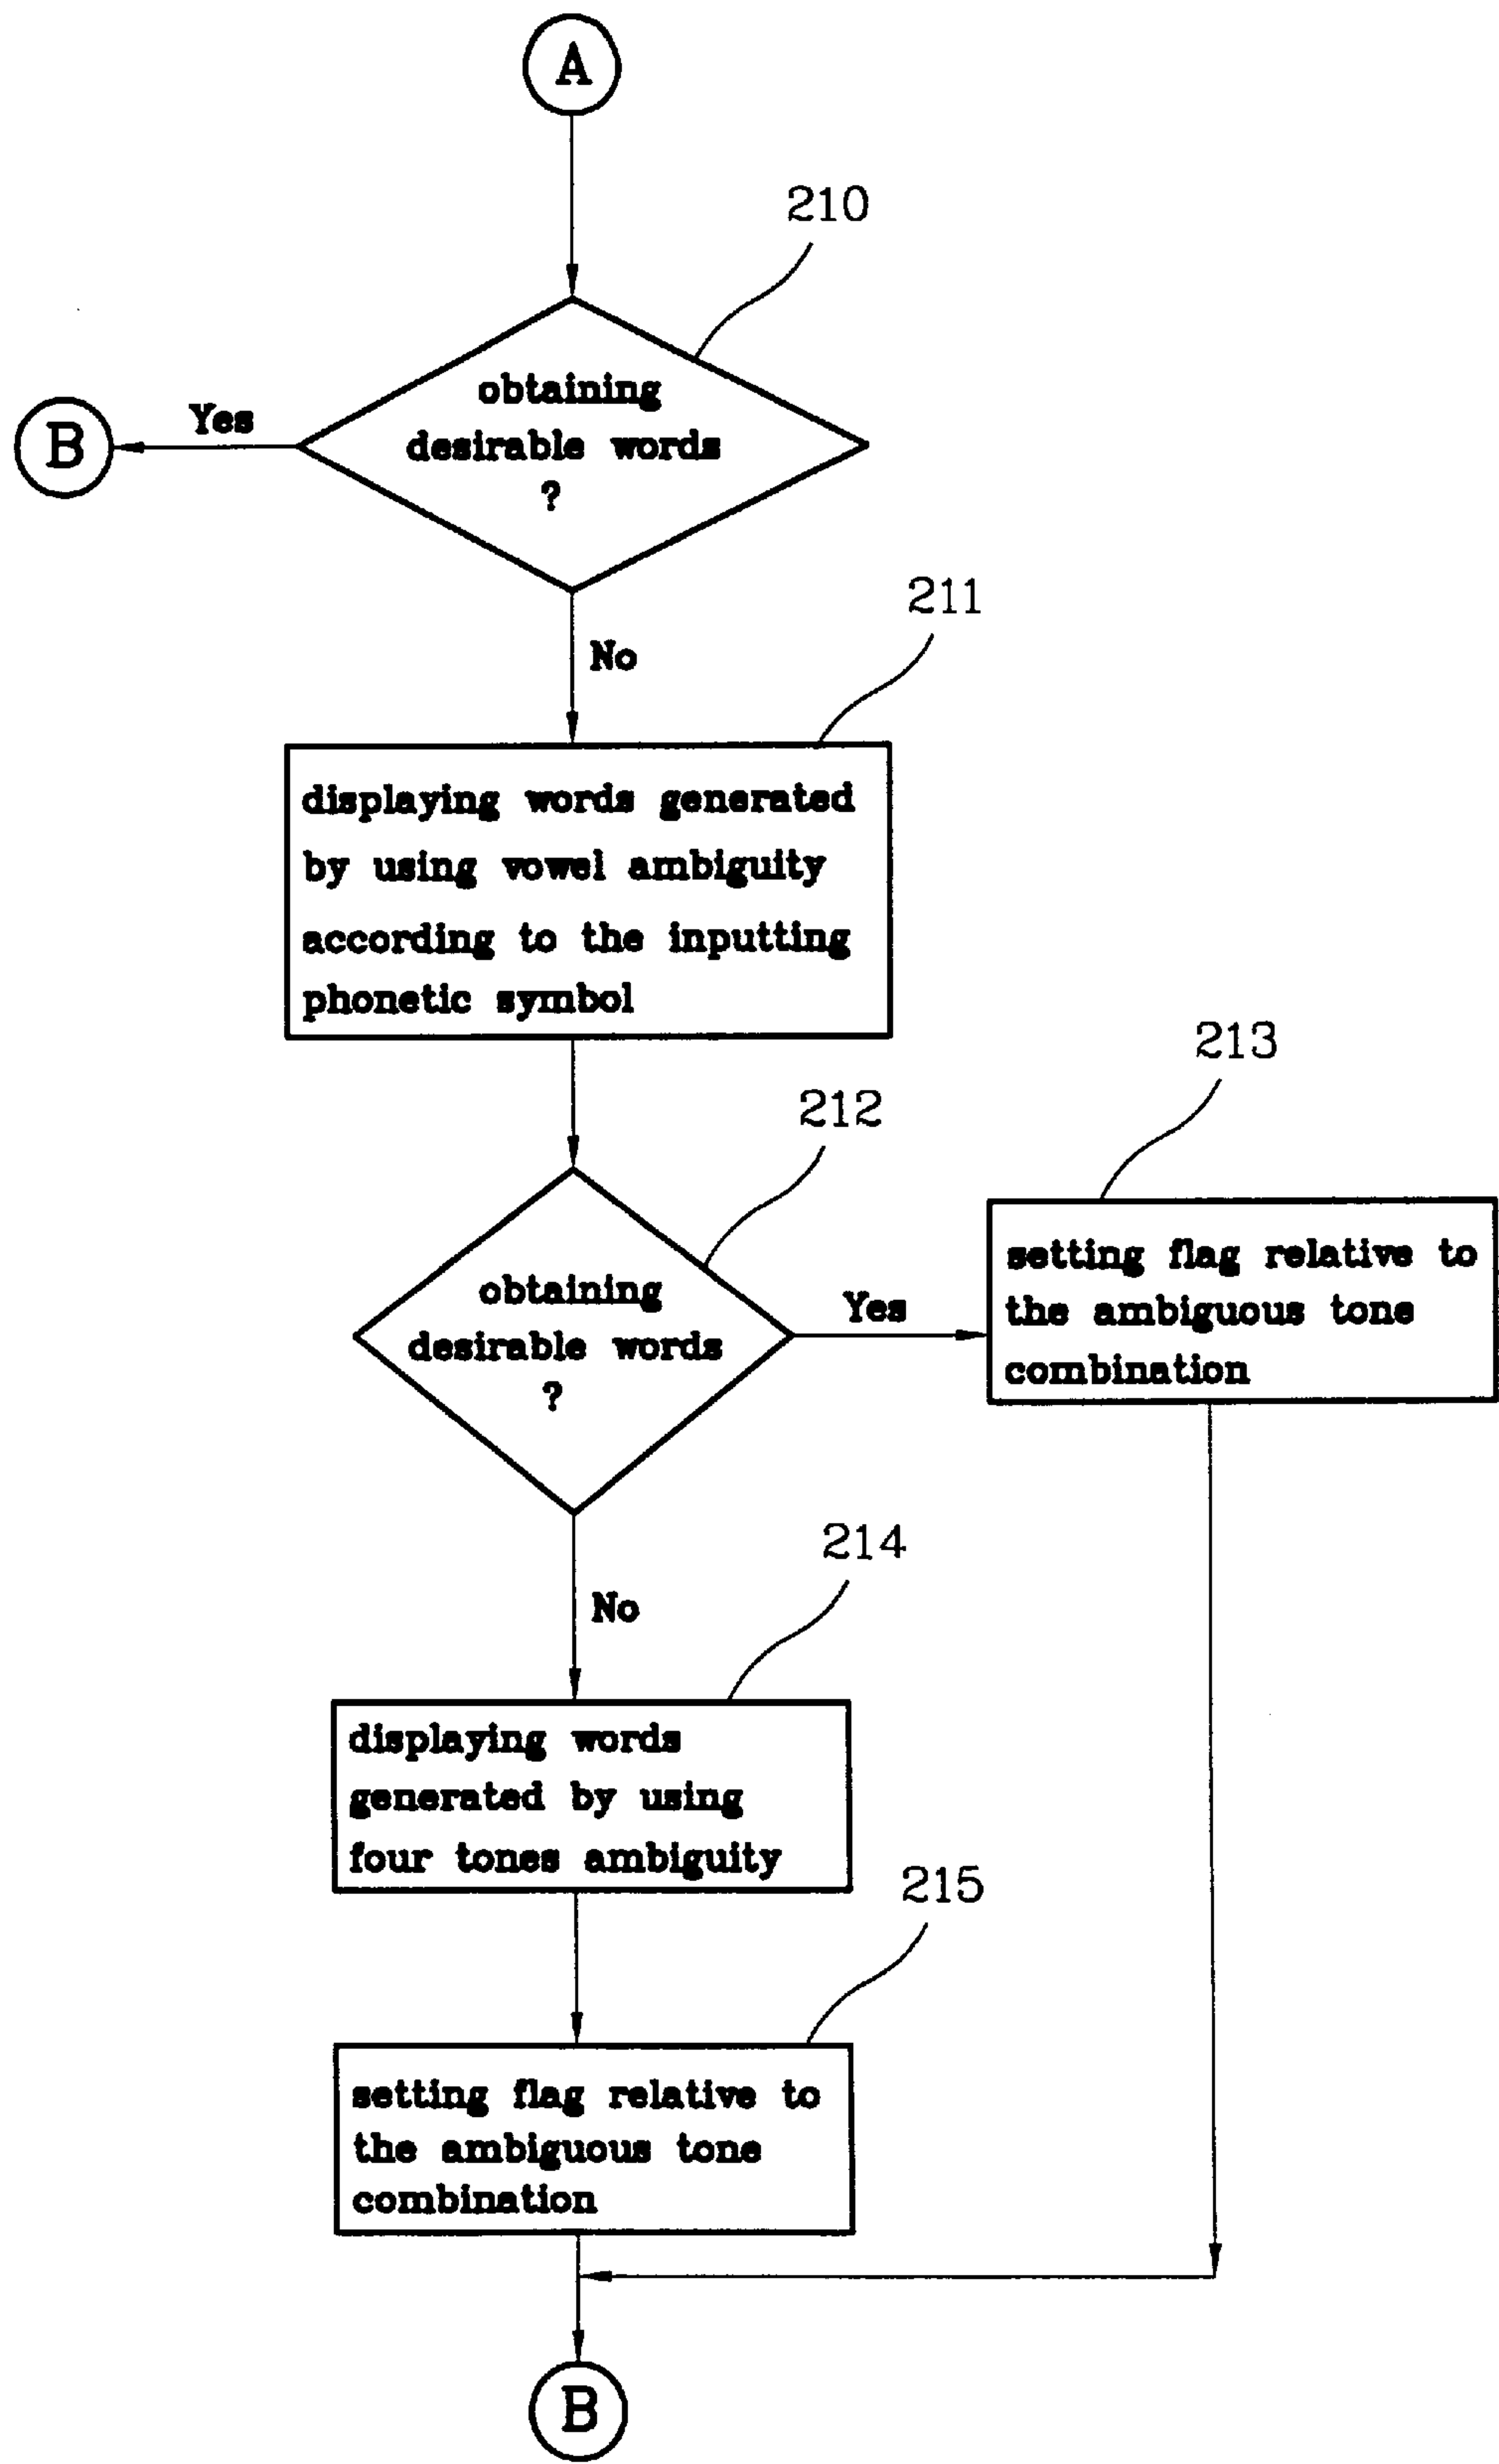 A
210
obtaining
desirable words
?
Yes
B
No
211
displaying words generated
by using vowel ambiguity
according to the inputting
phonetic symbol
212
obtaining
desirable words
?
Yes
213
setting flag relative to
the ambiguous tone
combination
No
214
displaying words
generated by using
four tones ambiguity
215
setting flag relative to
the ambiguous tone
combination
B